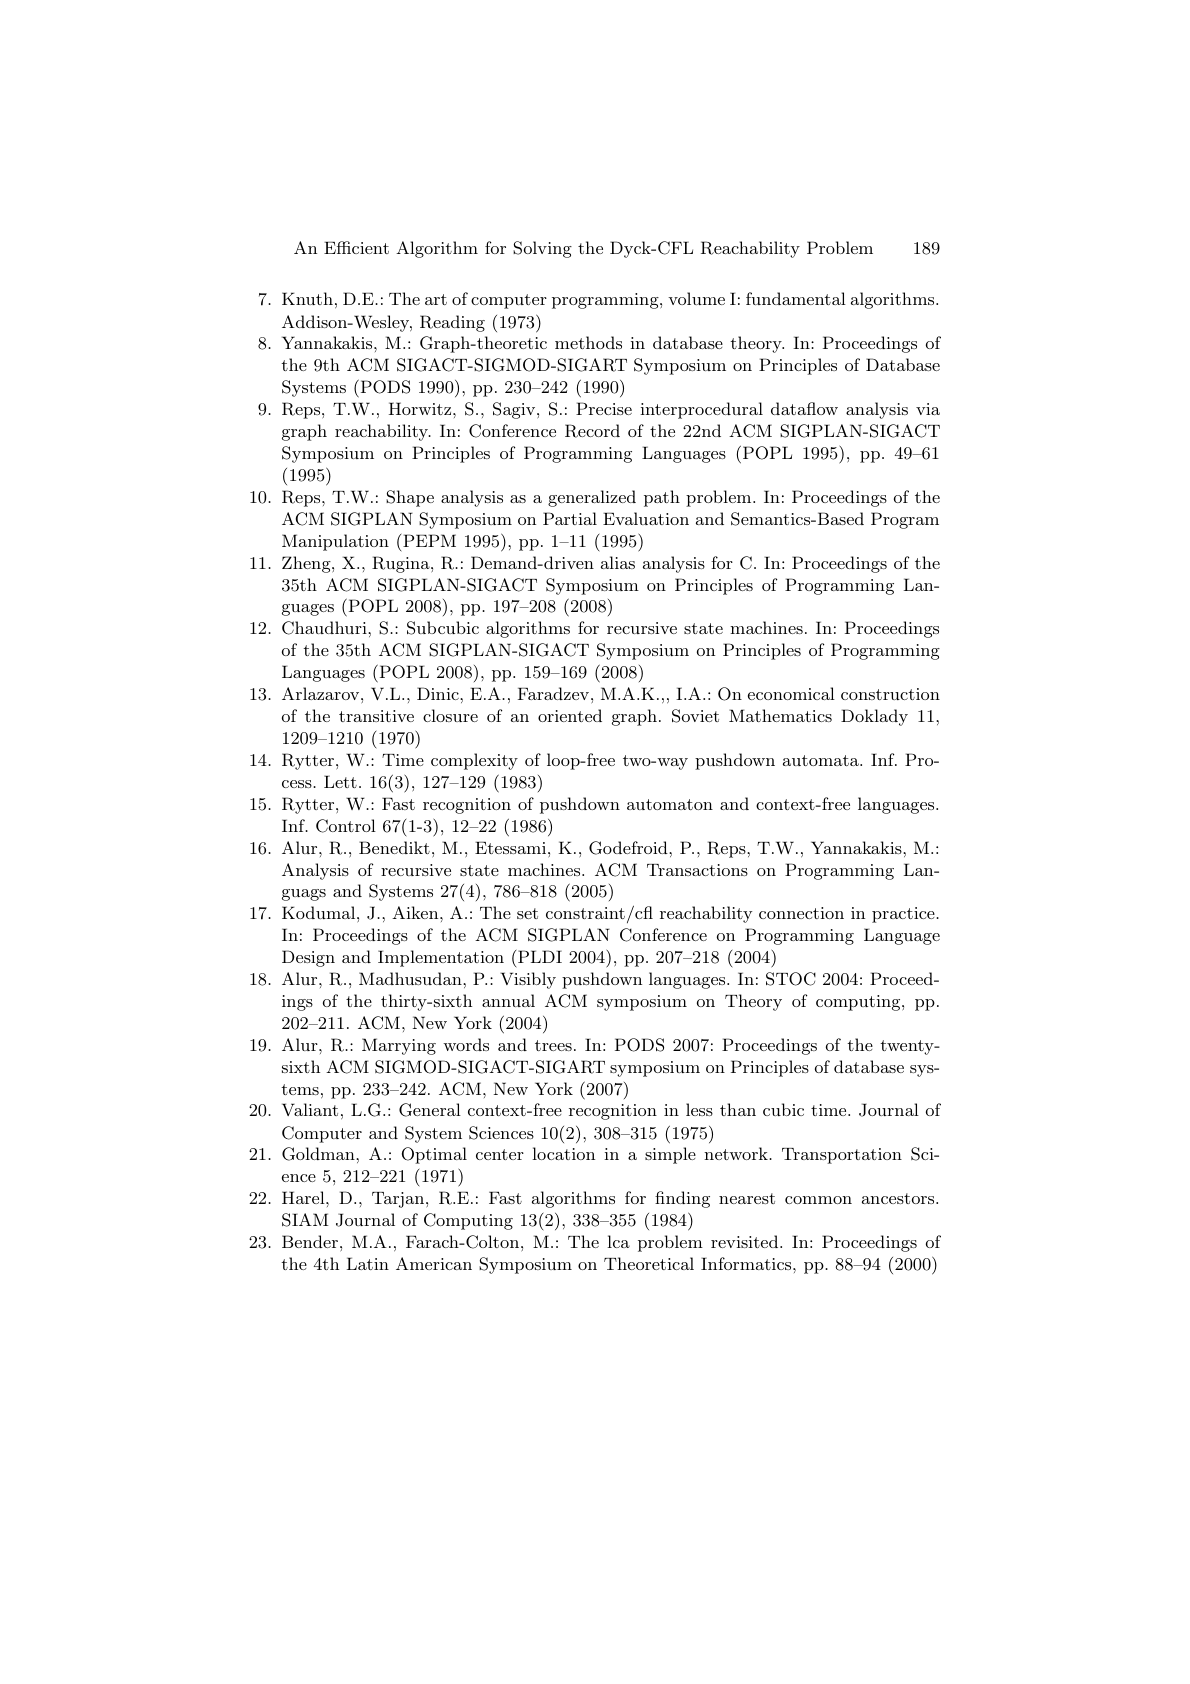 An Efficient Algorithm for Solving the Dyck-CFL Reachability Problem 189
7. Knuth, D.E.: The art of computer programming, volume I: fundamental algorithms.
Addison-Wesley, Reading (1973)
8. Yannakakis, M.: Graph-theoretic methods in database theory. In: Proceedings of
the 9th ACM SIGACT-SIGMOD-SIGART Symposium on Principles of Database
Systems (PODS 1990), pp. 230–242 (1990)
9. Reps, T.W., Horwitz, S., Sagiv, S.: Precise interprocedural dataflow analysis via
graph reachability. In: Conference Record of the 22nd ACM SIGPLAN-SIGACT
Symposium on Principles of Programming Languages (POPL 1995), pp. 49–61
(1995)
10. Reps, T.W.: Shape analysis as a generalized path problem. In: Proceedings of the
ACM SIGPLAN Symposium on Partial Evaluation and Semantics-Based Program
Manipulation (PEPM 1995), pp. 1–11 (1995)
11. Zheng, X., Rugina, R.: Demand-driven alias analysis for C. In: Proceedings of the
35th ACM SIGPLAN-SIGACT Symposium on Principles of Programming Lan-
guages (POPL 2008), pp. 197–208 (2008)
12. Chaudhuri, S.: Subcubic algorithms for recursive state machines. In: Proceedings
of the 35th ACM SIGPLAN-SIGACT Symposium on Principles of Programming
Languages (POPL 2008), pp. 159–169 (2008)
13. Arlazarov, V.L., Dinic, E.A., Faradzev, M.A.K.,, I.A.: On economical construction
of the transitive closure of an oriented graph. Soviet Mathematics Doklady 11,
1209–1210 (1970)
14. Rytter, W.: Time complexity of loop-free two-way pushdown automata. Inf. Pro-
cess. Lett. 16(3), 127–129 (1983)
15. Rytter, W.: Fast recognition of pushdown automaton and context-free languages.
Inf. Control 67(1-3), 12–22 (1986)
16. Alur, R., Benedikt, M., Etessami, K., Godefroid, P., Reps, T.W., Yannakakis, M.:
Analysis of recursive state machines. ACM Transactions on Programming Lan-
guags and Systems 27(4), 786–818 (2005)
17. Kodumal, J., Aiken, A.: The set constraint/cfl reachability connection in practice.
In: Proceedings of the ACM SIGPLAN Conference on Programming Language
Design and Implementation (PLDI 2004), pp. 207–218 (2004)
18. Alur, R., Madhusudan, P.: Visibly pushdown languages. In: STOC 2004: Proceed-
ings of the thirty-sixth annual ACM symposium on Theory of computing, pp.
202–211. ACM, New York (2004)
19. Alur, R.: Marrying words and trees. In: PODS 2007: Proceedings of the twenty-
sixth ACM SIGMOD-SIGACT-SIGART symposium on Principles of database sys-
tems, pp. 233–242. ACM, New York (2007)
20. Valiant, L.G.: General context-free recognition in less than cubic time. Journal of
Computer and System Sciences 10(2), 308–315 (1975)
21. Goldman, A.: Optimal center location in a simple network. Transportation Sci-
ence 5, 212–221 (1971)
22. Harel, D., Tarjan, R.E.: Fast algorithms for finding nearest common ancestors.
SIAM Journal of Computing 13(2), 338–355 (1984)
23. Bender, M.A., Farach-Colton, M.: The lca problem revisited. In: Proceedings of
the 4th Latin American Symposium on Theoretical Informatics, pp. 88–94 (2000)